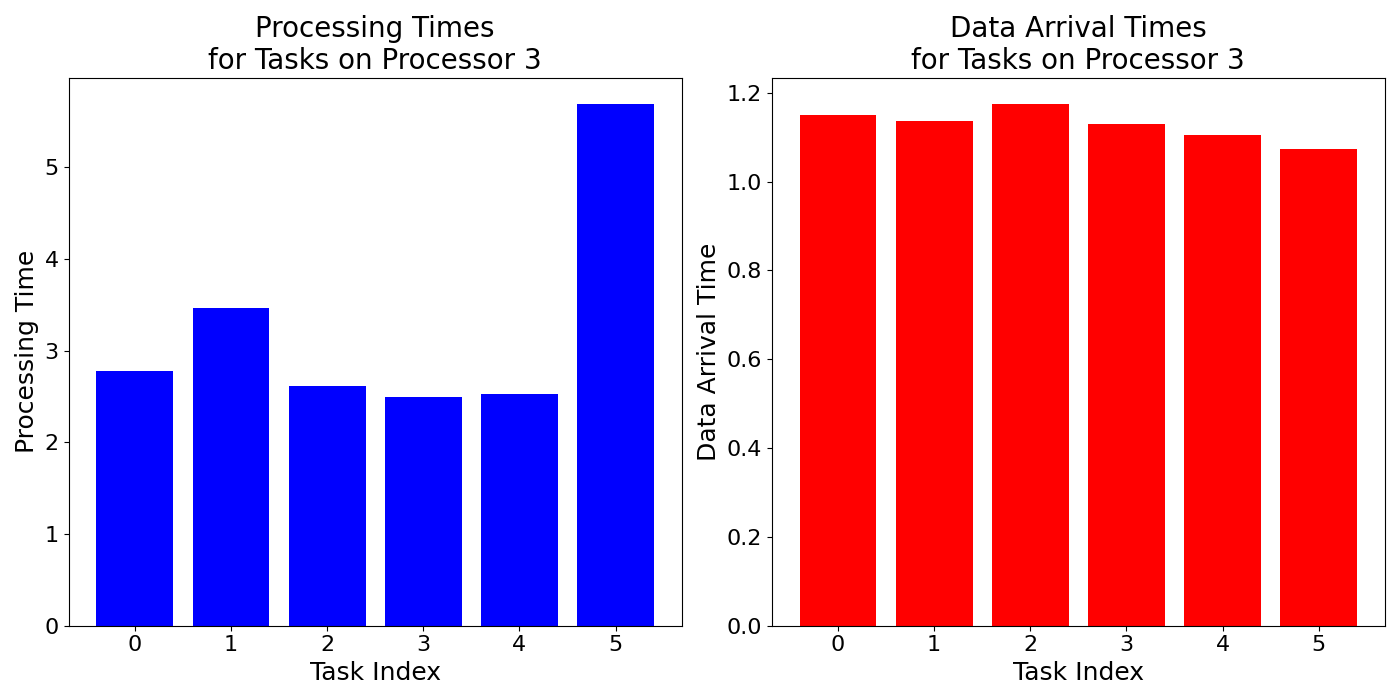 Processing Times
for Tasks on Processor 3
Processing Time
5
4
3
2
1
0
0 1 2 3 4 5
Task Index
Data Arrival Times
for Tasks on Processor 3
Data Arrival Time
1.2
1.0
0.8
0.6
0.4
0.2
0.0
0 1 2 3 4 5
Task Index